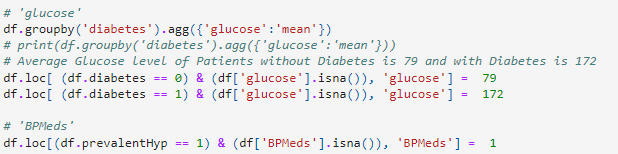 # 'glucose'
df.groupby('diabetes').agg({'glucose':'mean'})
# print(df.groupby('diabetes').agg({'glucose':'mean'}))
# Average Glucose level of Patients without Diabetes is 79 and with Diabetes is 172
df.loc[ (df.diabetes == 0) & (df['glucose'].isna()), 'glucose'] =  79
df.loc[ (df.diabetes == 1) & (df['glucose'].isna()), 'glucose'] =  172

# 'BPMeds'
df.loc[(df.prevalentHyp == 1) & (df['BPMeds'].isna()), 'BPMeds'] =  1